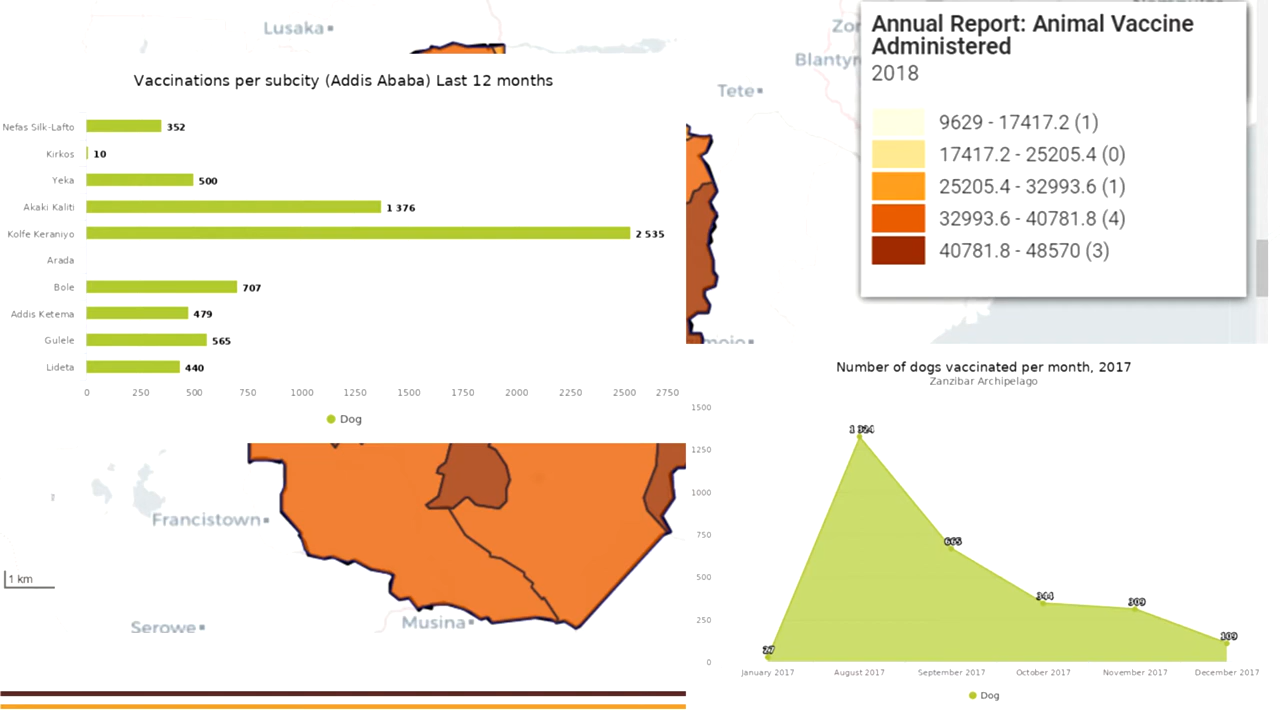 Lusaka
Vaccinations per subcity (Addis Ababa) Last 12 months
Nefas Silk-Lafto 352
Kirkos 10
Yeka 500
Akaki Kaliti 1 376
Kolfe Keraniyo 2 535
Arada
Bole 707
Addis Ketema 479
Gulele 565
Lideta 440
0 250 500 750 1000 1250 1500 1750 2000 2250 2500 2750
Dog
Tete
Annual Report: Animal Vaccine
Administered
2018
9629 - 17417.2 (1)
17417.2 - 25205.4 (0)
25205.4 - 32993.6 (1)
32993.6 - 40781.8 (4)
40781.8 - 48570 (3)
Francistown
1 km
Serowe
Musina
Number of dogs vaccinated per month, 2017
Zanzibar Archipelago
1500
1250
1000
750
500
250
0
27
665
344
309
109
January 2017 August 2017 September 2017 October 2017 November 2017 December 2017
Dog